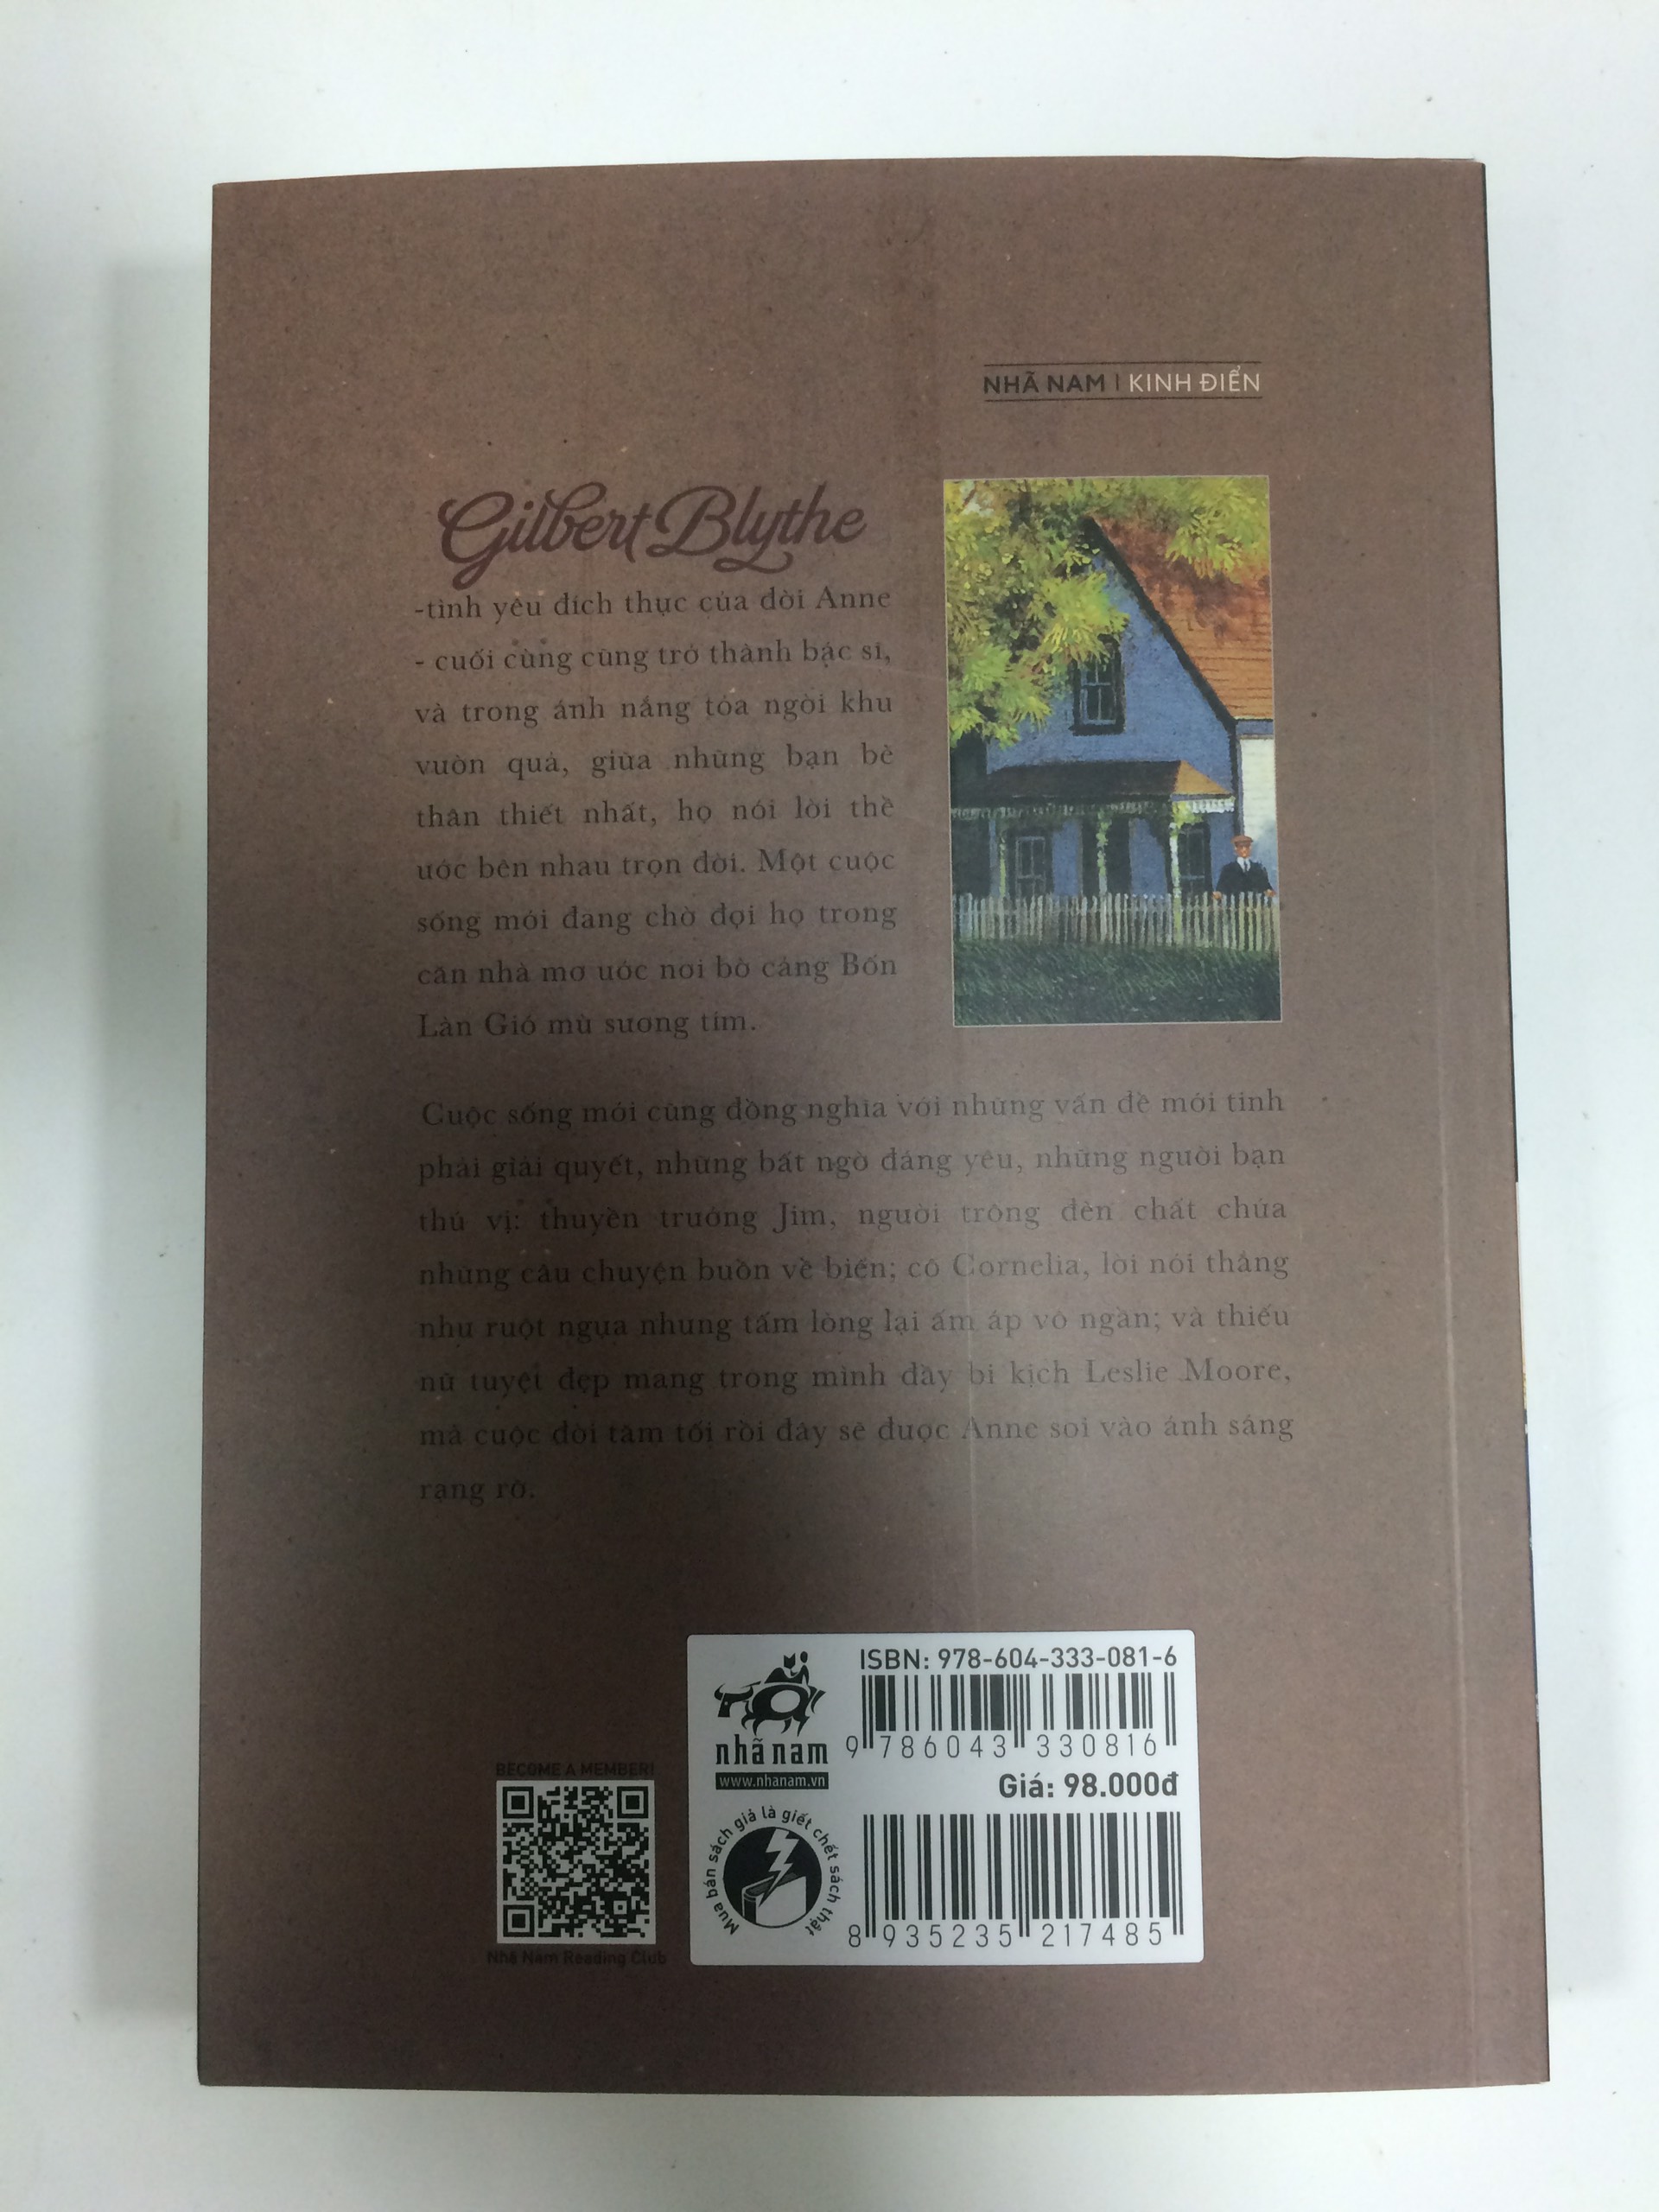 NHÃ NAM | KINH ĐIỂN
Gilbert Blythe
-tình yêu đích thực của đời Anne
- cuối cùng cũng trở thành bác sĩ,
và trong ánh nắng tỏa ngời khu
vườn quả, giữa những bạn bè
thân thiết nhất, họ nói lời thề
ước bên nhau trọn đời. Một cuộc
sống mới đang chờ đợi họ trong
căn nhà mơ ước nơi bờ cảng Bốn
Làn Gió mù sương tím.
Cuộc sống mới cũng đồng nghĩa với những vấn đề mới tinh
phải giải quyết, những bất ngờ đáng yêu, những người bạn
thú vị: thuyền trưởng Jim, người trông đèn chất chứa
những câu chuyện buồn về biển; cô Cornelia, lời nói thẳng
như ruột ngựa nhưng tấm lòng lại ấm áp vô ngần; và thiếu
nữ tuyệt đẹp mang trong mình đầy bi kịch Leslie Moore,
mà cuộc đời tăm tối rồi đây sẽ được Anne soi vào ánh sáng
rạng rỡ.
ISBN: 978-604-333-081-6
9 786043 330816
nhã nam
www.nhanam.vn
Giá: 98.000đ
Mua bán sách giả là giết chết sách thật
8 935235 217485
BECOME A MEMBER!
Nhã Nam Reading Club